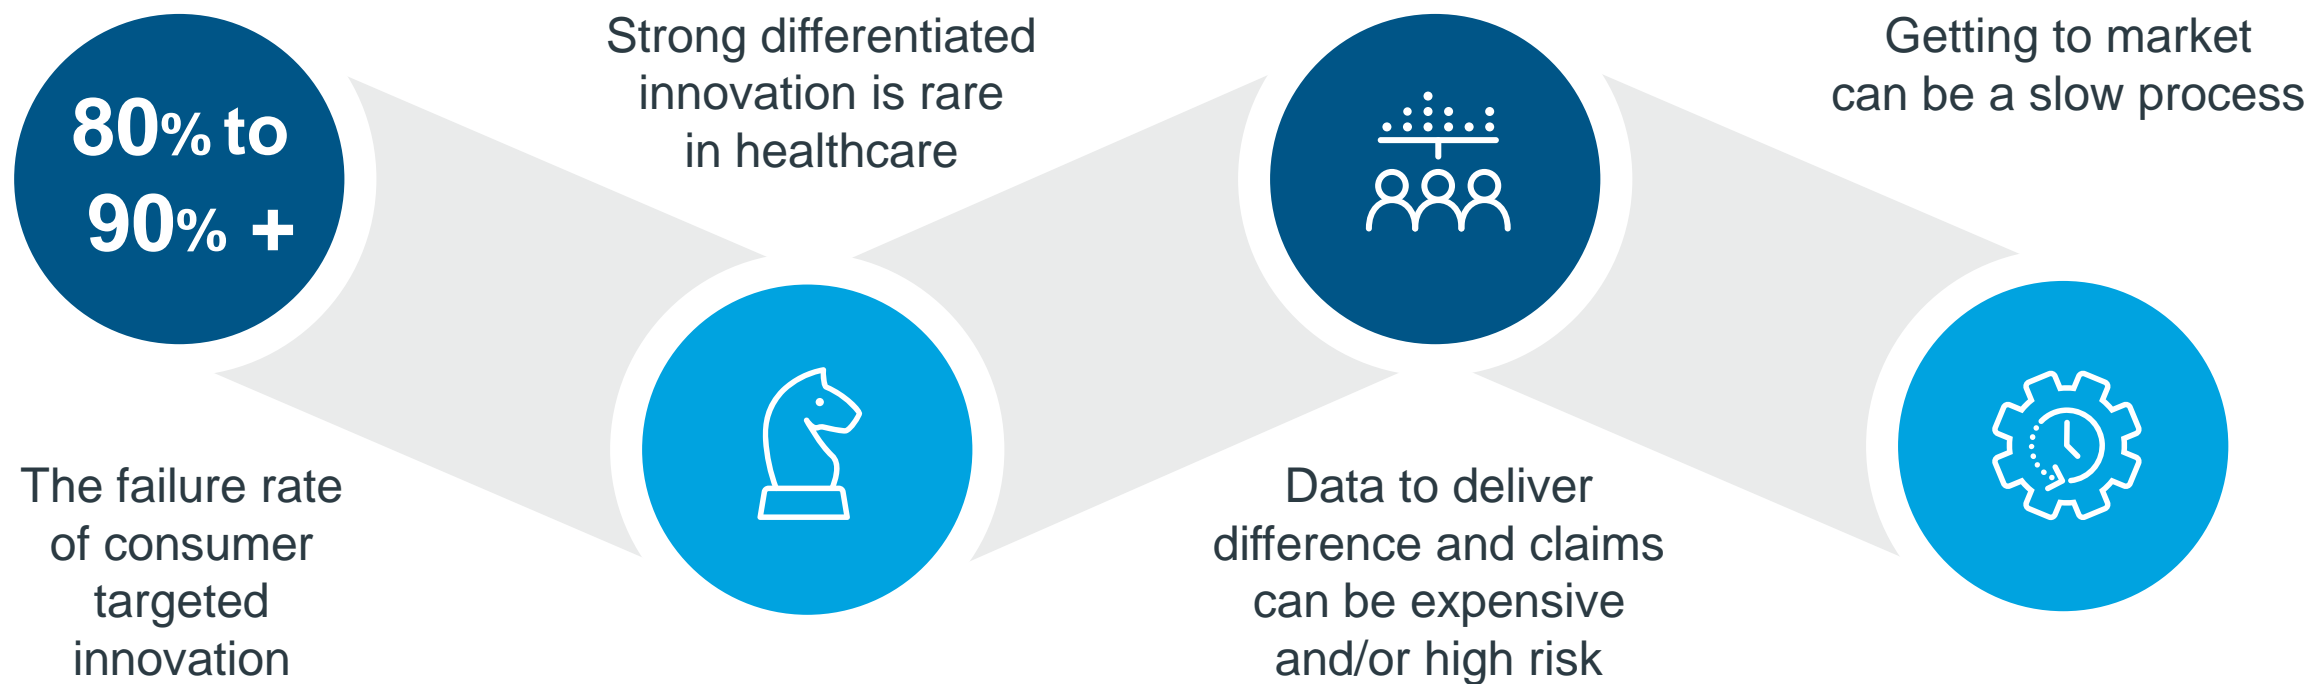 80% to
90% +
The failure rate
of consumer
targeted
innovation
Strong differentiated
innovation is rare
in healthcare
Data to deliver
difference and claims
can be expensive
and/or high risk
Getting to market
can be a slow process